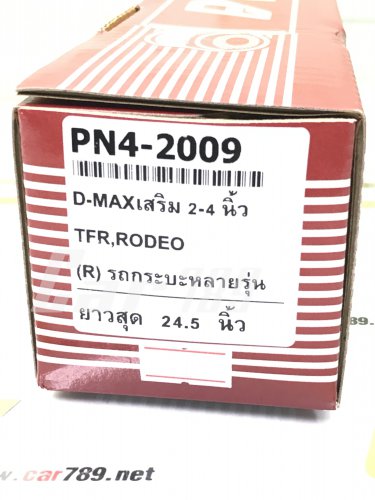 PN4-2009
D-MAXเสริม 2-4 นิ้ว
TFR,RODEO
(R) รถกระบะหลายรุ่น
ยาวสุด 24.5 นิ้ว
www.car789.net